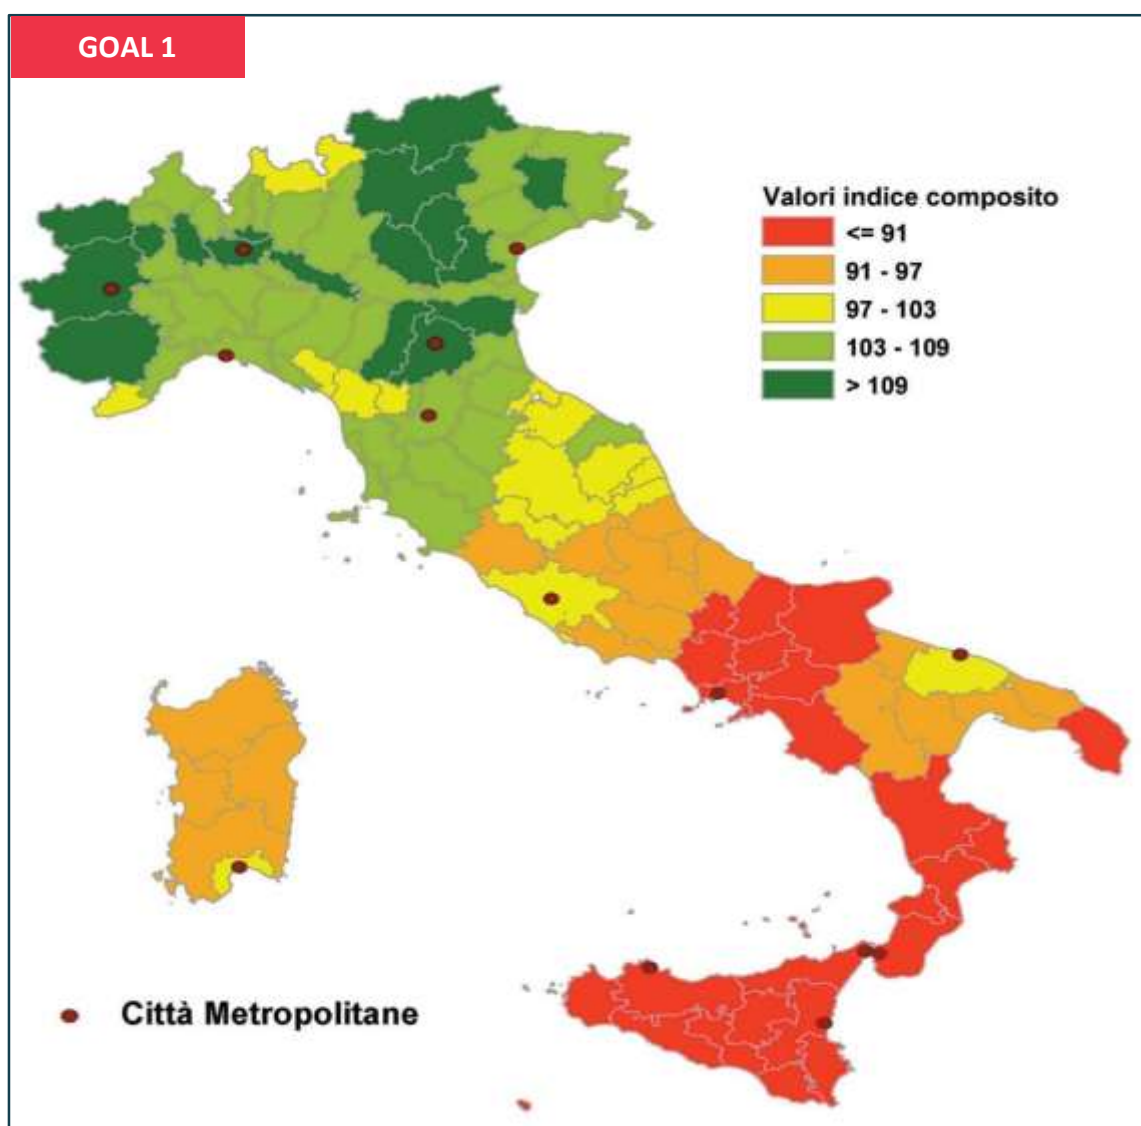 GOAL 1
Valori indice composito
<= 91
91 - 97
97 - 103
103 - 109
> 109
Città Metropolitane